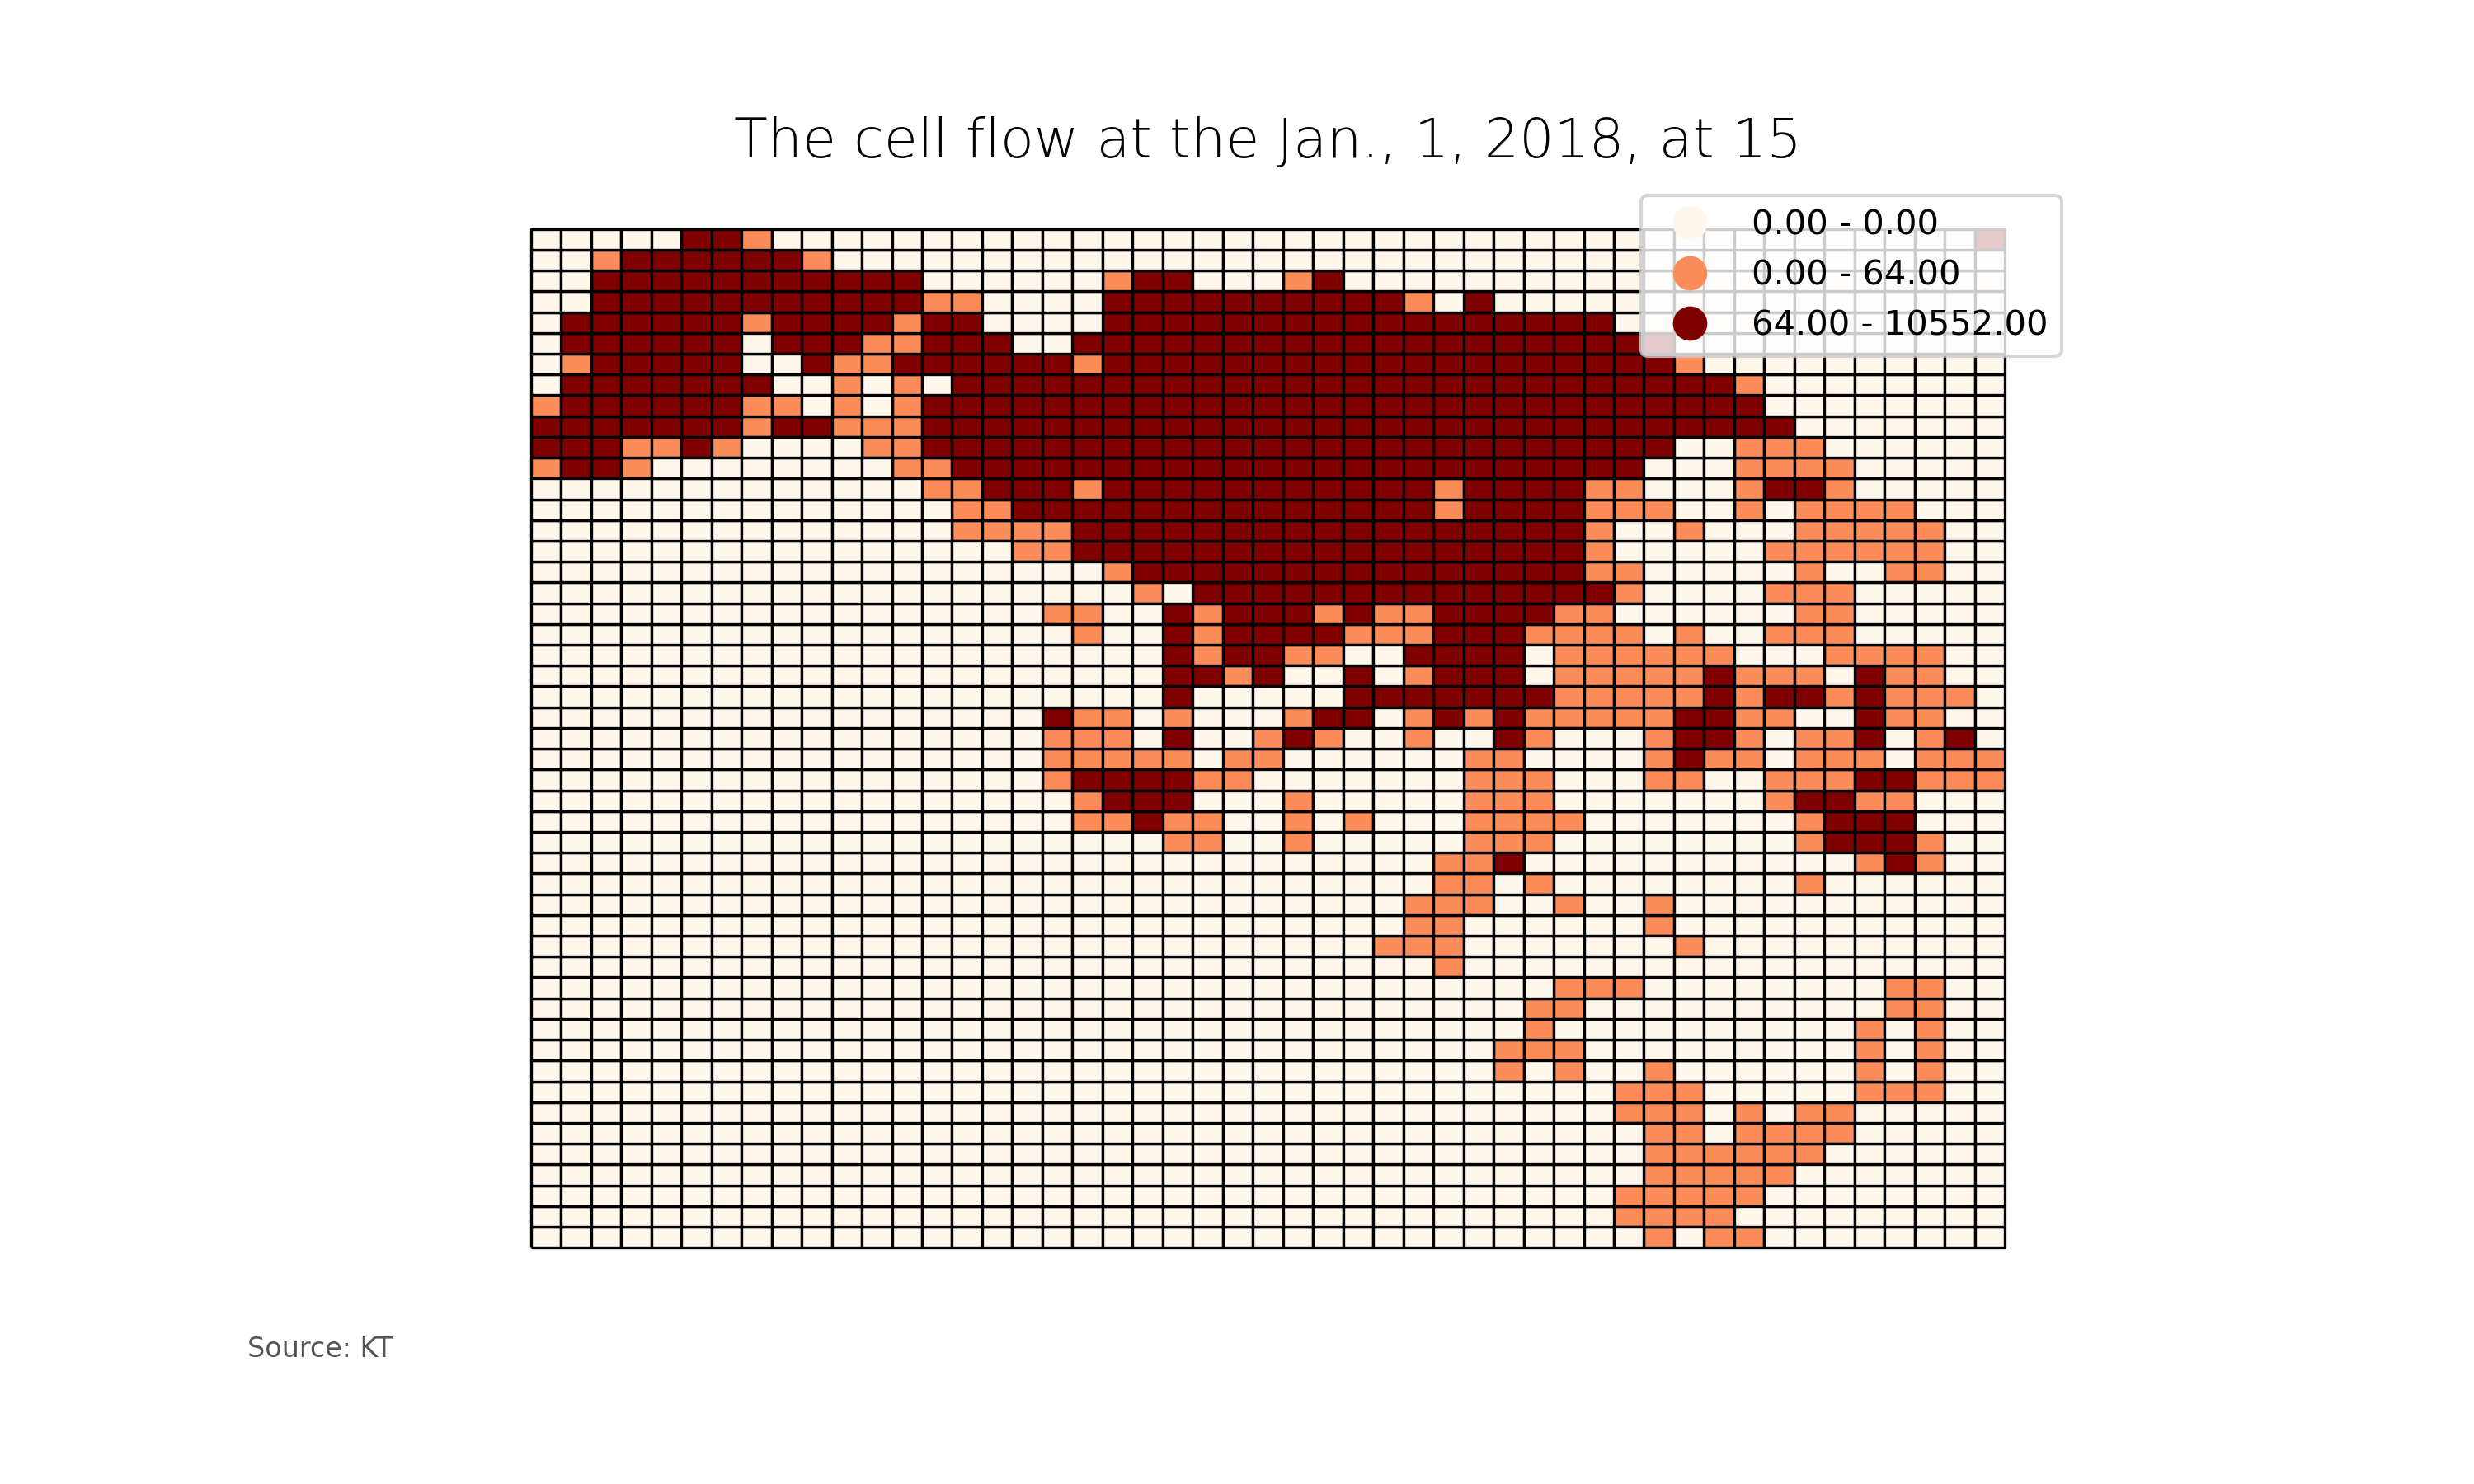 The cell flow at the Jan., 1, 2018, at 15
0.00 - 0.00
0.00 - 64.00
64.00 - 10552.00
Source: KT